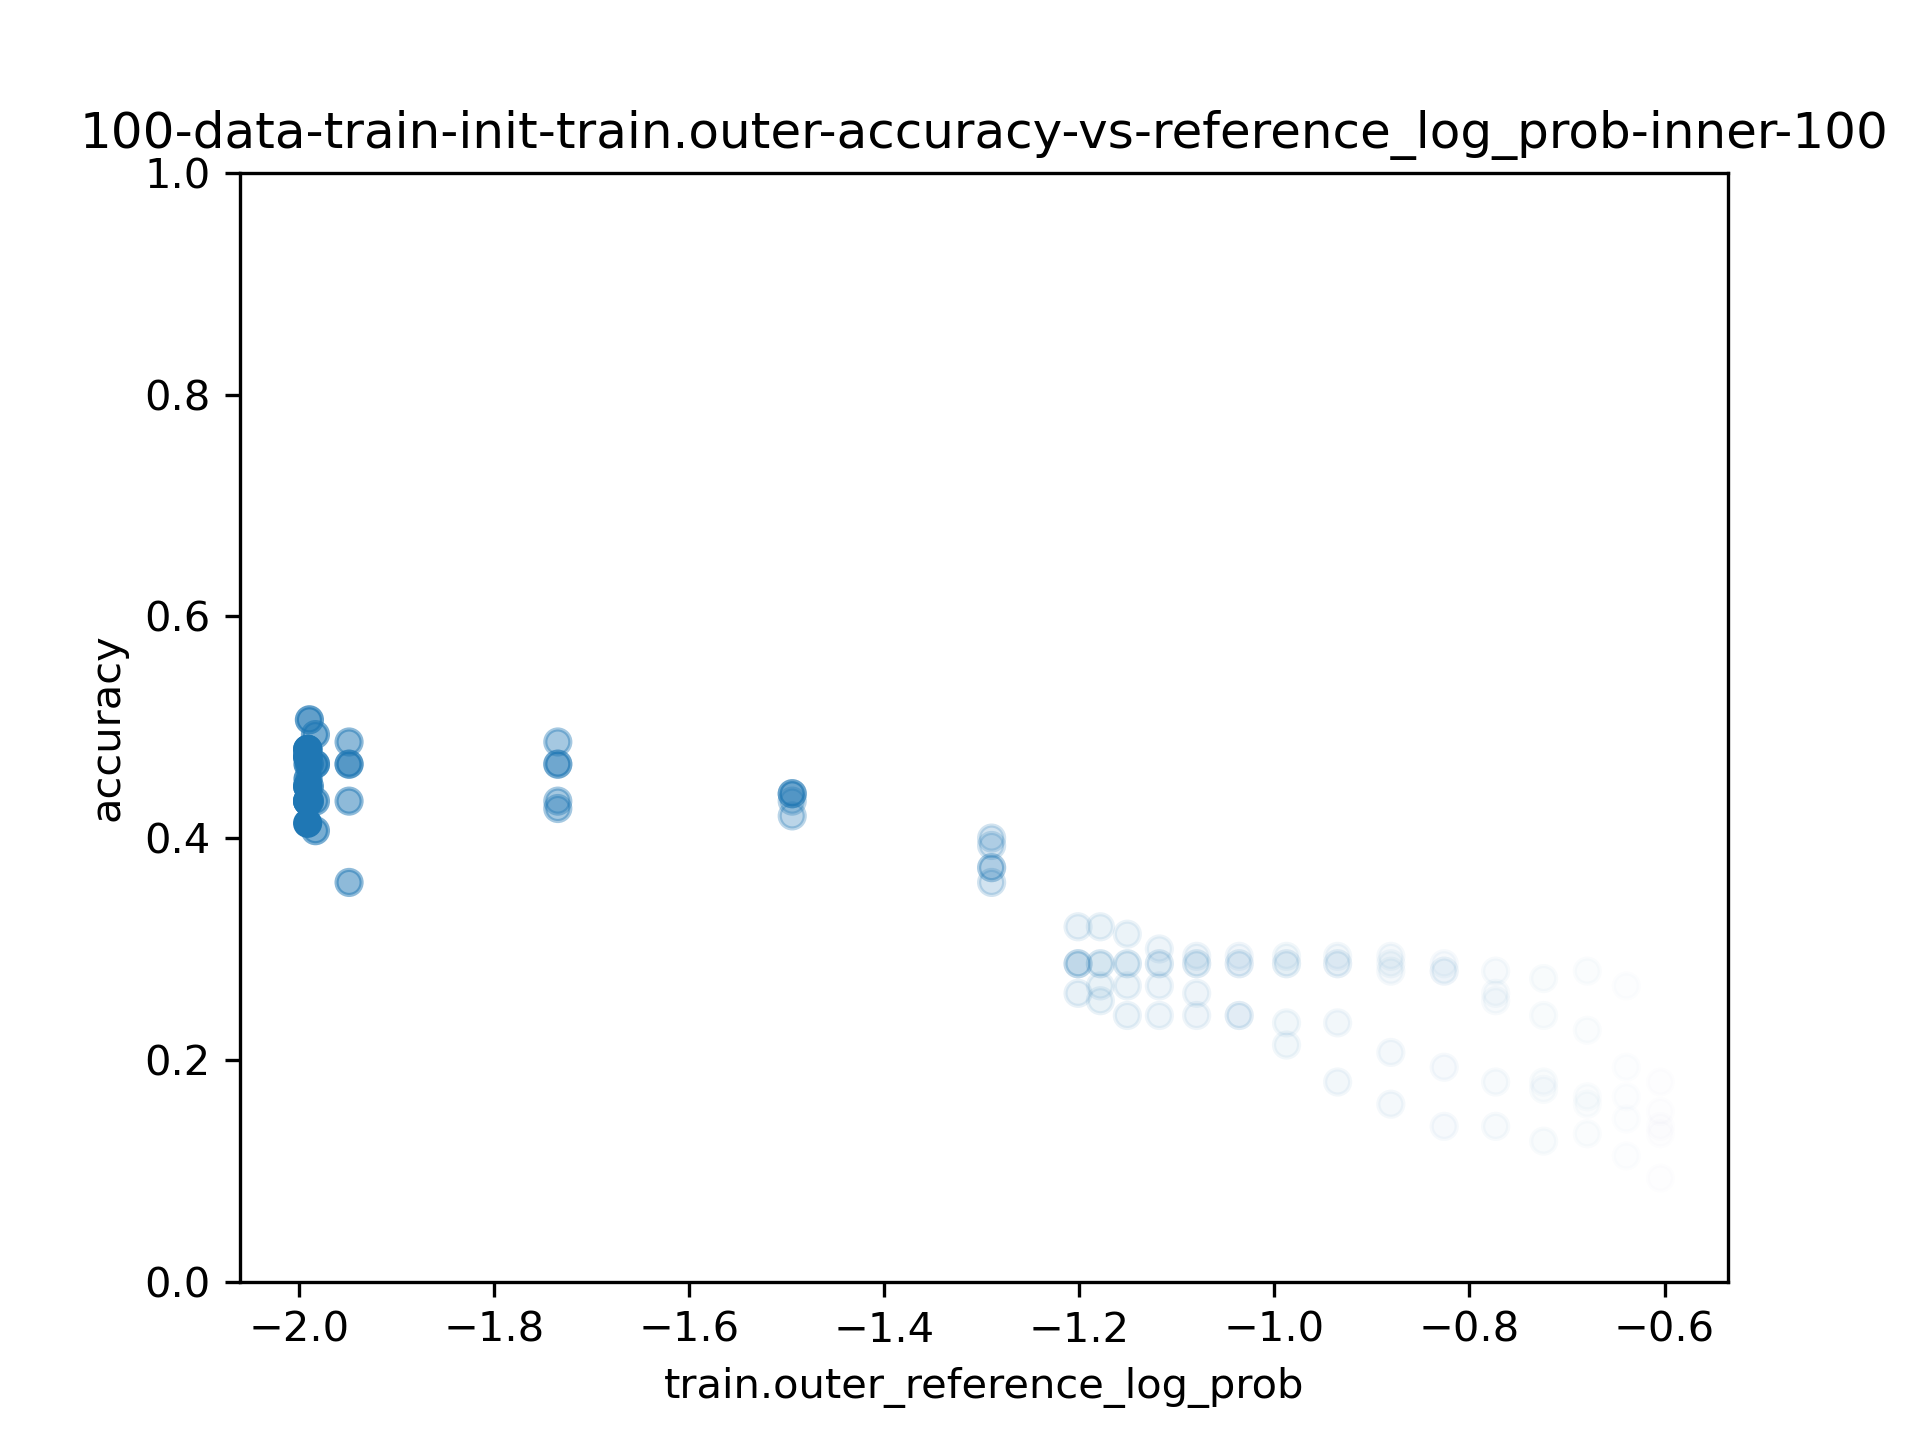 100-data-train-init-train.outer-accuracy-vs-reference_log_prob-inner-100
1.0
0.8
0.6
0.4
0.2
0.0
accuracy
−2.0 −1.8 −1.6 −1.4 −1.2 −1.0 −0.8 −0.6
train.outer_reference_log_prob